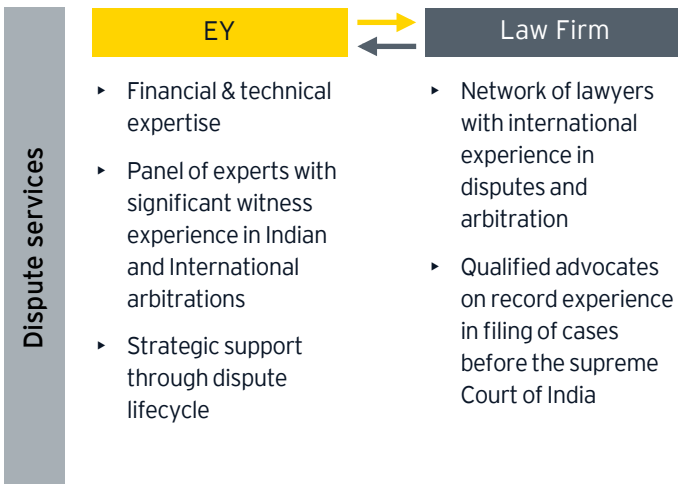 Dispute services
EY
▸ Financial & technical
expertise
▸ Panel of experts with
significant witness
experience in Indian
and International
arbitrations
▸ Strategic support
through dispute
lifecycle
Law Firm
▸ Network of lawyers
with international
experience in
disputes and
arbitration
▸ Qualified advocates
on record experience
in filing of cases
before the supreme
Court of India